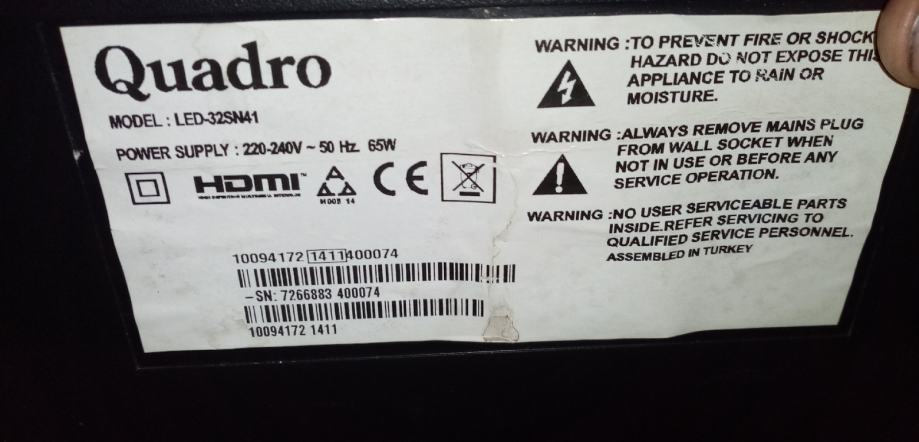 Quadro
MODEL : LED-32SN41
POWER SUPPLY : 220-240V ~ 50 Hz. 65W
HDMI™
CE
10094172 1411400074
-SN: 7266883 400074
10094172 1411
WARNING :TO PREVENT FIRE OR SHOCK
HAZARD DO NOT EXPOSE THIS
APPLIANCE TO RAIN OR
MOISTURE.
WARNING :ALWAYS REMOVE MAINS PLUG
FROM WALL SOCKET WHEN
NOT IN USE OR BEFORE ANY
SERVICE OPERATION.
WARNING :NO USER SERVICEABLE PARTS
INSIDE.REFER SERVICING TO
QUALIFIED SERVICE PERSONNEL.
ASSEMBLED IN TURKEY